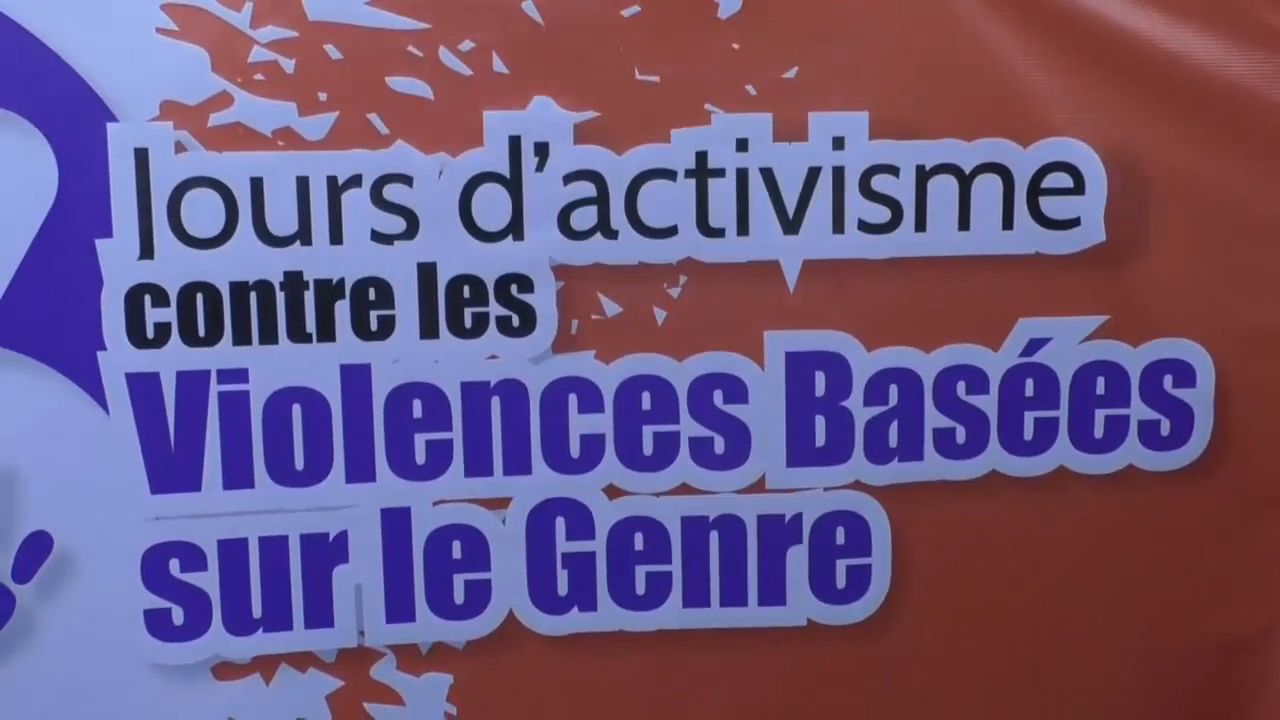 Jours d'activisme
contre les
Violences Basées
sur le Genre